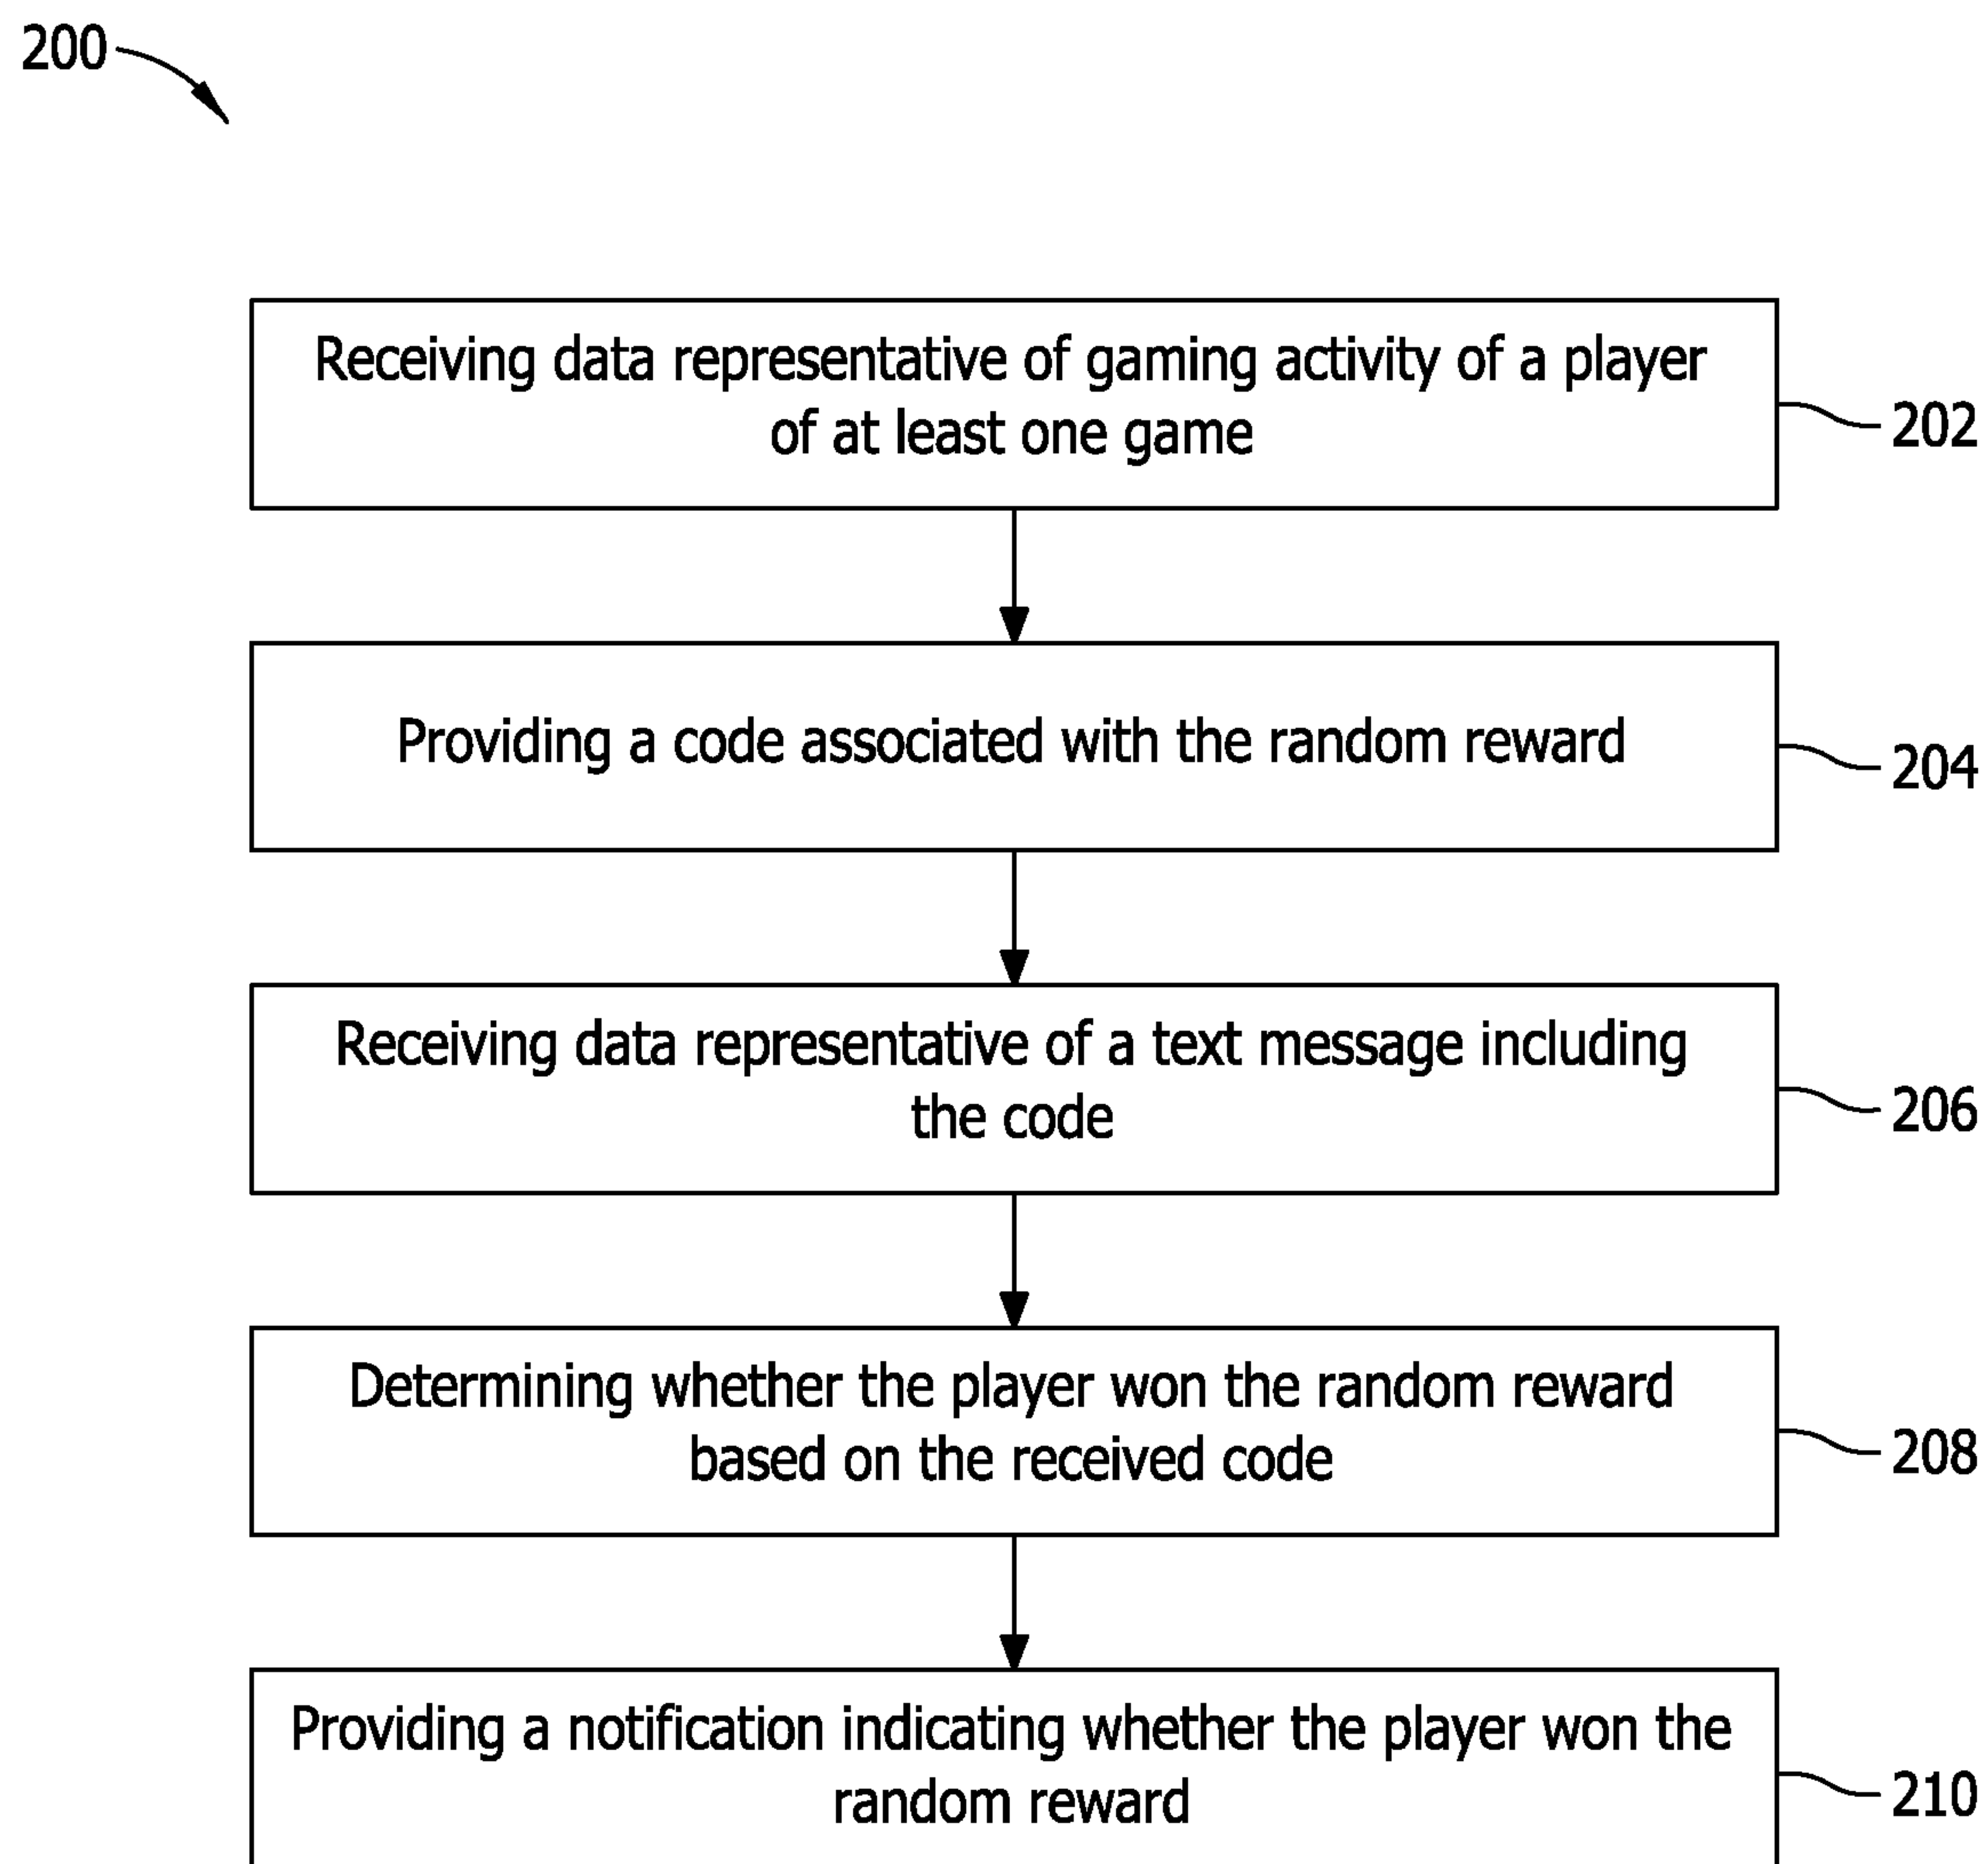 200
Receiving data representative of gaming activity of a player
of at least one game
202
Providing a code associated with the random reward
204
Receiving data representative of a text message including
the code
206
Determining whether the player won the random reward
based on the received code
208
Providing a notification indicating whether the player won the
random reward
210